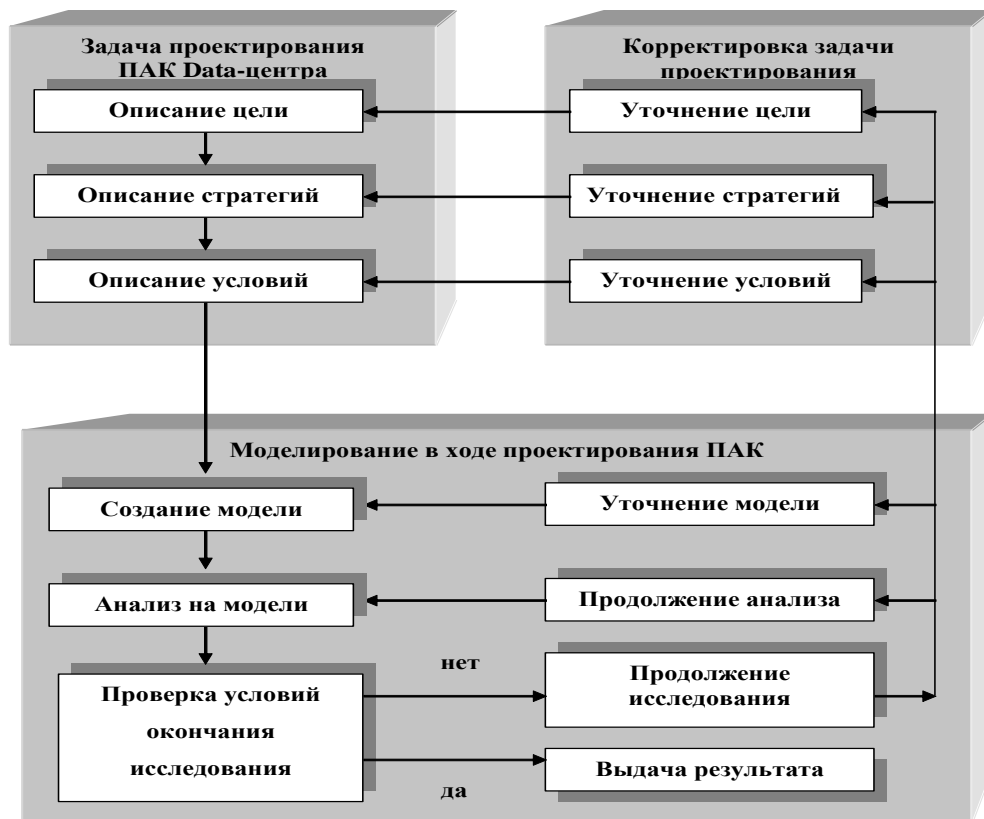 Задача проектирования
ПАК Data-центра
Описание цели
Описание стратегий
Описание условий
Корректировка задачи
проектирования
Уточнение цели
Уточнение стратегий
Уточнение условий
Моделирование в ходе проектирования ПАК
Создание модели
Уточнение модели
Анализ на модели
Продолжение анализа
Проверка условий
окончания
исследования
нет
Продолжение
исследования
да
Выдача результата